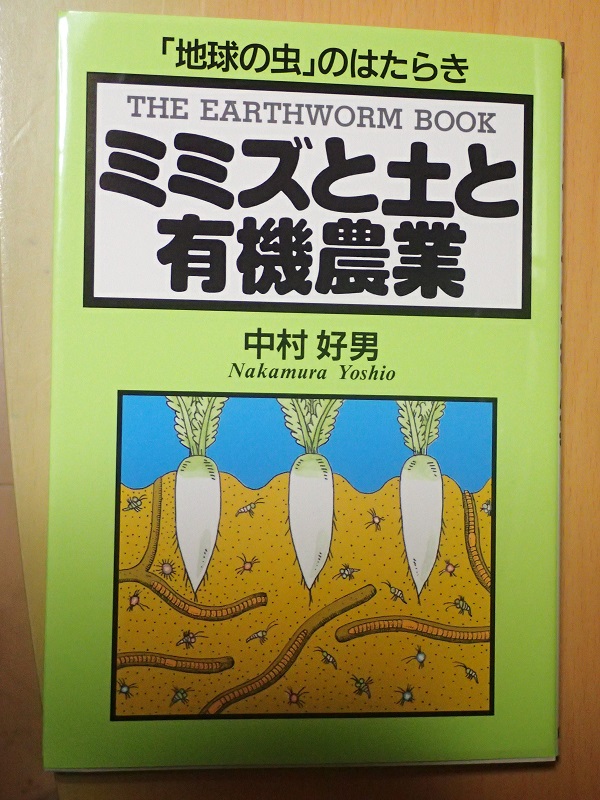 「地球の虫」のはたらき
THE EARTHWORM BOOK
ミミズと土と
有機農業
中村 好男
Nakamura Yoshio